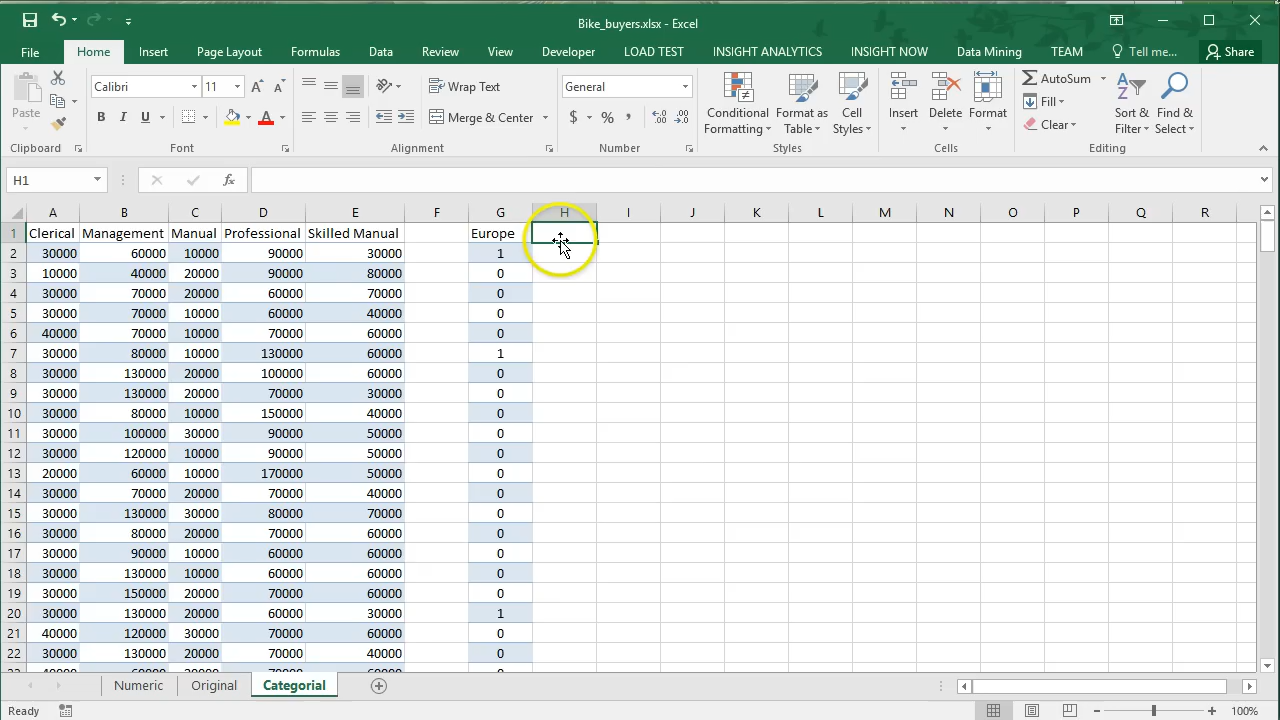 Bike_buyers.xlsx - Excel
File Home Insert Page Layout Formulas Data Review View Developer LOAD TEST INSIGHT ANALYTICS INSIGHT NOW Data Mining TEAM Tell me... Share
Calibri 11 A A Wrap Text General AutoSum
Paste B I U A Merge & Center $ % , Conditional Formatting Format as Table Cell Styles Insert Delete Format Fill Clear Sort & Filter Find & Select
Clipboard Font Alignment Number Styles Cells Editing
H1 fx
A B C D E F G H I J K L M N O P Q R
1 Clerical Management Manual Professional Skilled Manual Europe
2 30000 60000 10000 90000 30000 1
3 10000 40000 20000 90000 80000 0
4 30000 70000 20000 60000 70000 0
5 30000 70000 10000 60000 40000 0
6 40000 70000 10000 70000 60000 0
7 30000 80000 10000 130000 60000 1
8 30000 130000 20000 100000 60000 0
9 30000 130000 20000 70000 30000 0
10 30000 80000 10000 150000 40000 0
11 30000 100000 30000 90000 50000 0
12 30000 120000 10000 90000 50000 0
13 20000 60000 10000 170000 50000 0
14 30000 70000 20000 70000 40000 0
15 30000 130000 30000 80000 70000 0
16 30000 80000 20000 70000 60000 0
17 30000 90000 10000 60000 60000 0
18 30000 130000 10000 60000 60000 0
19 30000 150000 20000 70000 60000 0
20 30000 130000 20000 60000 30000 1
21 40000 120000 30000 70000 60000 0
22 30000 130000 20000 70000 40000 0
Numeric Original Categorial
Ready 100%